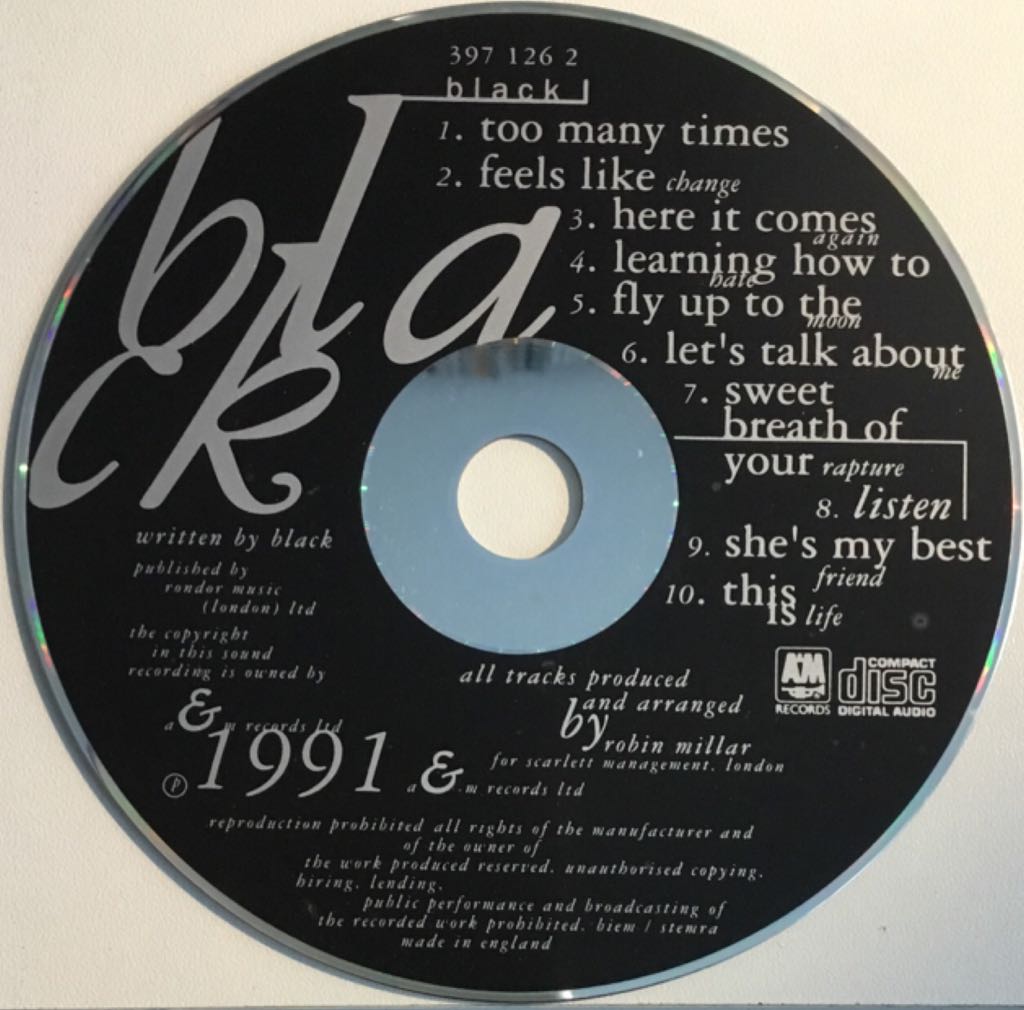 397 126 2
black
bla
ck
1. too many times
2. feels like change
3. here it comes
again
4. learning how to
hate
5. fly up to the
moon
6. let's talk about
me
7. sweet
breath of
your rapture
8. listen
9. she's my best
friend
10. this
is life
written by black
published by
rondor music
(london) ltd
the copyright
in this sound
recording is owned by
a & m records ltd
℗ 1991 a & m records ltd
all tracks produced
and arranged
by
robin millar
for scarlett management. london
A&M
RECORDS
COMPACT
disc
DIGITAL AUDIO
reproduction prohibited all rights of the manufacturer and
of the owner of
the work produced reserved. unauthorised copying.
hiring. lending.
public performance and broadcasting of
the recorded work prohibited. biem / stemra
made in england